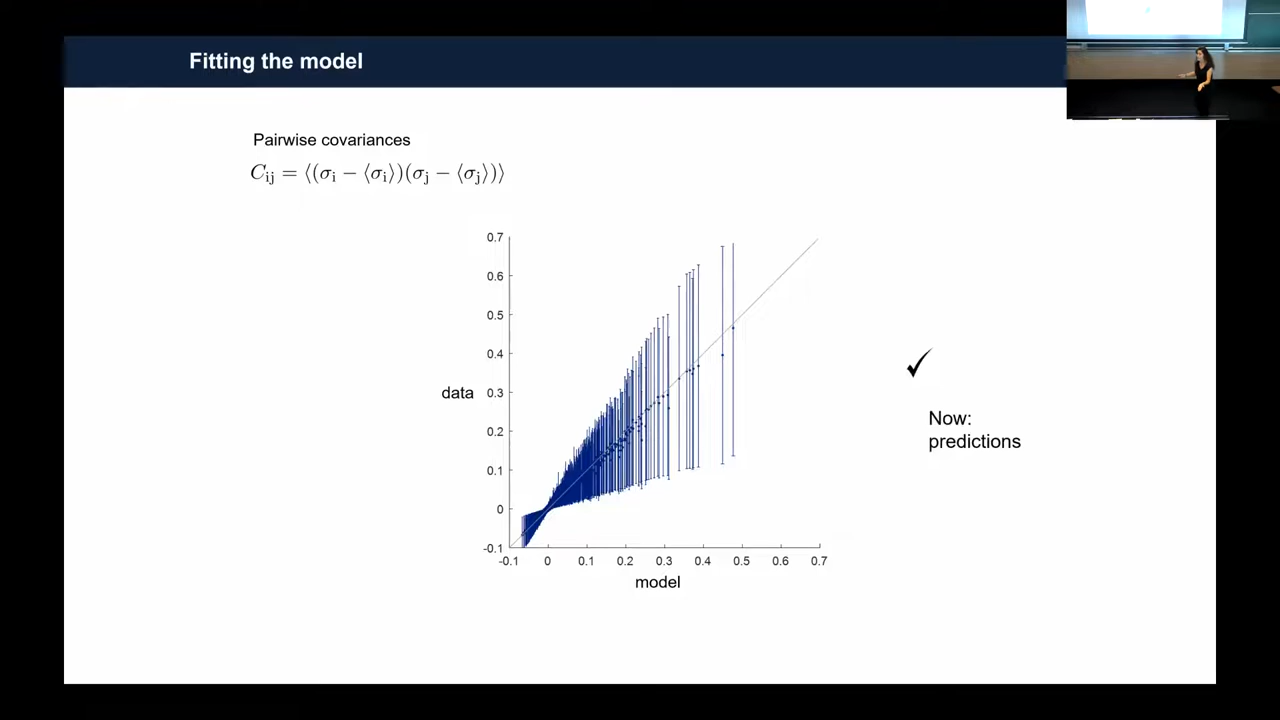 Fitting the model
Pairwise covariances
C_ij = ⟨(σ_i − ⟨σ_i⟩)(σ_j − ⟨σ_j⟩)⟩
0.7
0.6
0.5
0.4
0.3
0.2
0.1
0
-0.1
data
-0.1 0 0.1 0.2 0.3 0.4 0.5 0.6 0.7
model
✓
Now:
predictions